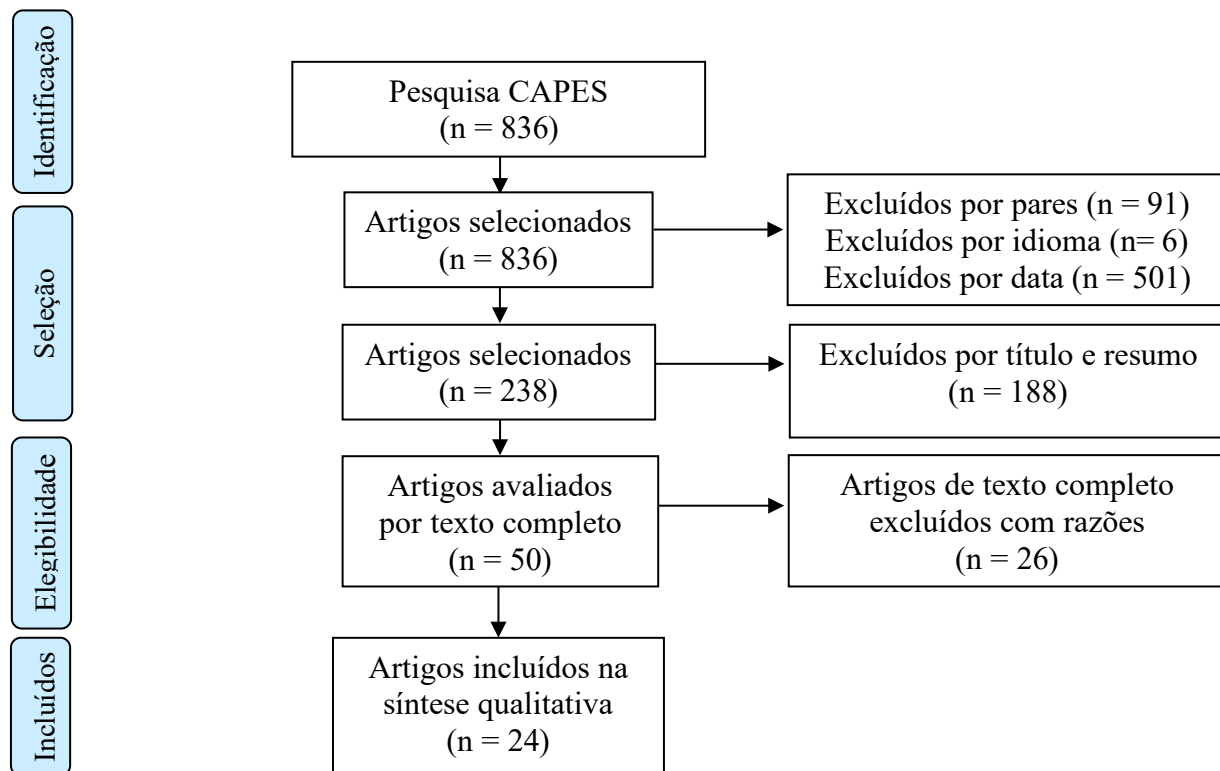 Identificação
Pesquisa CAPES
(n = 836)
Seleção
Artigos selecionados
(n = 836)
Excluídos por pares (n = 91)
Excluídos por idioma (n= 6)
Excluídos por data (n = 501)
Artigos selecionados
(n = 238)
Excluídos por título e resumo
(n = 188)
Elegibilidade
Artigos avaliados
por texto completo
(n = 50)
Artigos de texto completo
excluídos com razões
(n = 26)
Incluídos
Artigos incluídos na
síntese qualitativa
(n = 24)